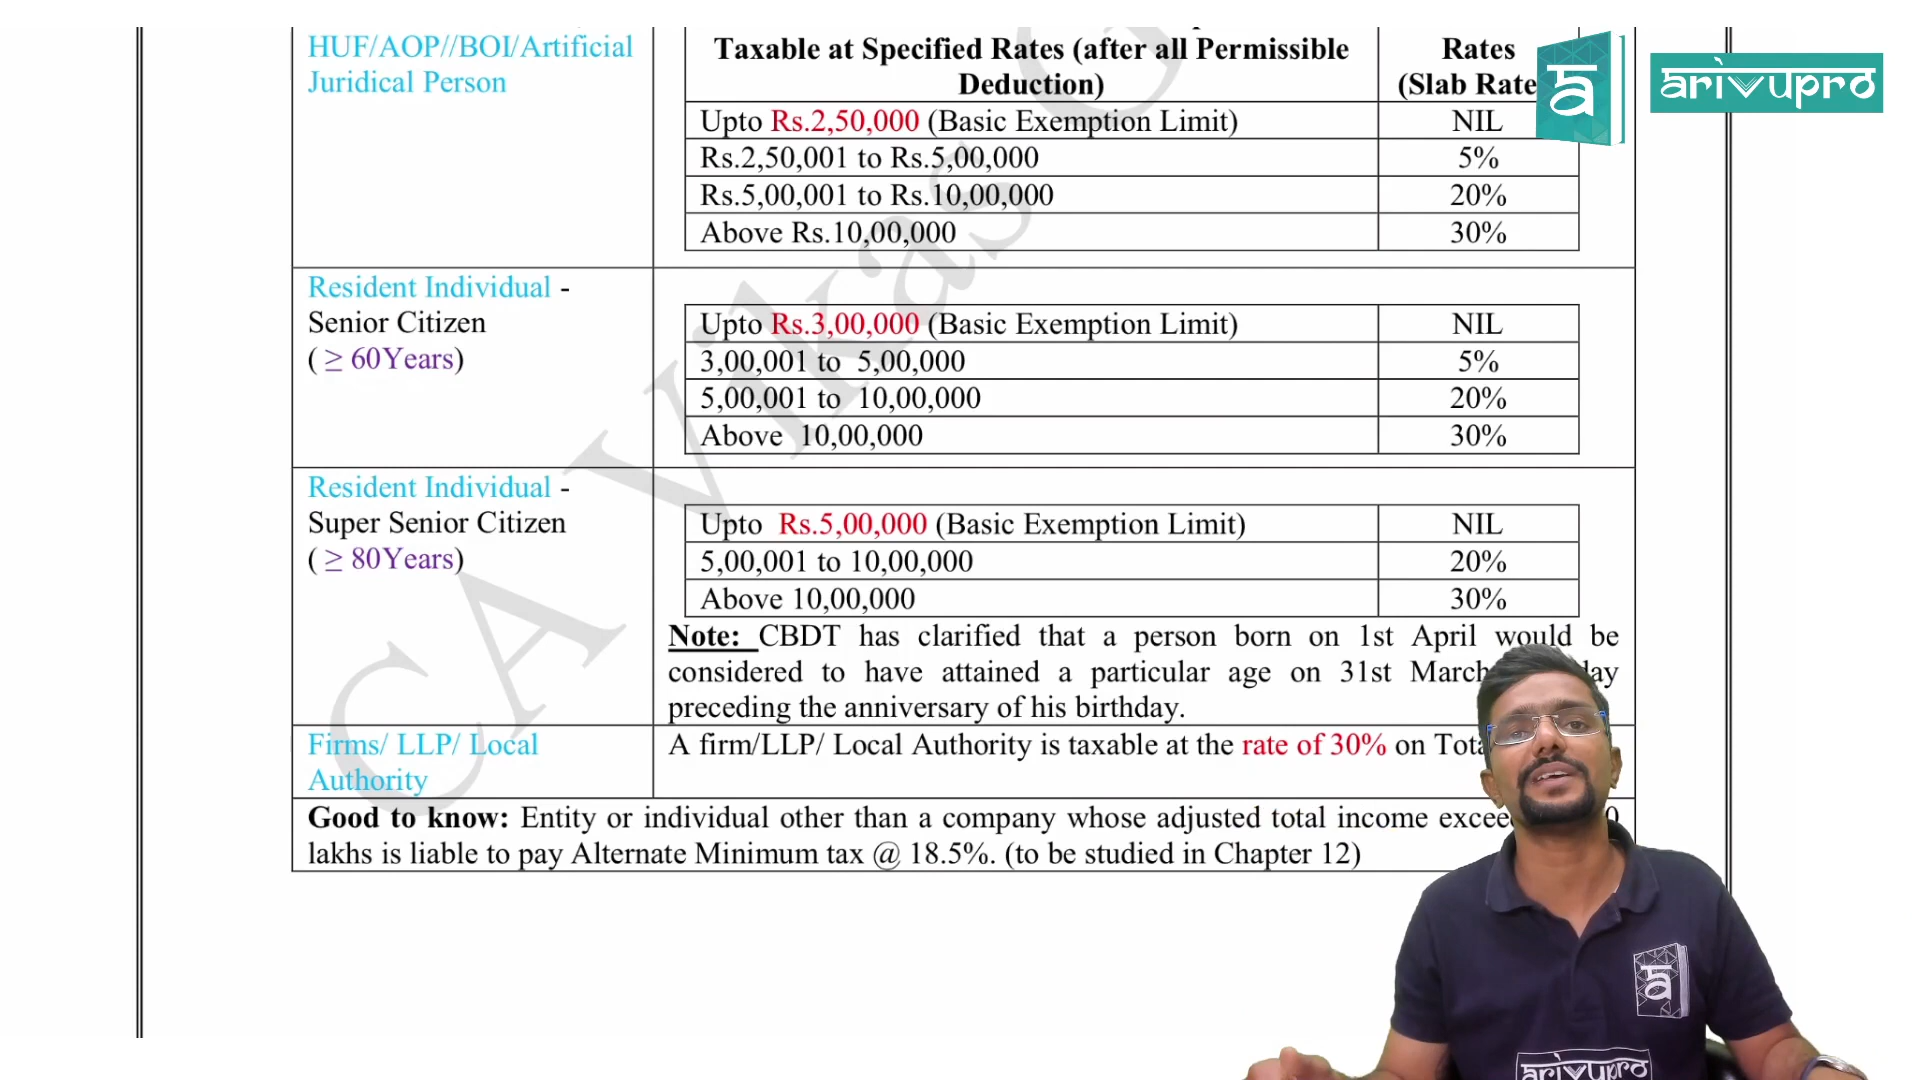 HUF/AOP//BOI/Artificial
Juridical Person
Taxable at Specified Rates (after all Permissible
Deduction)
Rates
(Slab Rate
Upto Rs.2,50,000 (Basic Exemption Limit) NIL
Rs.2,50,001 to Rs.5,00,000 5%
Rs.5,00,001 to Rs.10,00,000 20%
Above Rs.10,00,000 30%
Resident Individual -
Senior Citizen
( ≥ 60Years)
Upto Rs.3,00,000 (Basic Exemption Limit) NIL
3,00,001 to 5,00,000 5%
5,00,001 to 10,00,000 20%
Above 10,00,000 30%
Resident Individual -
Super Senior Citizen
( ≥ 80Years)
Upto Rs.5,00,000 (Basic Exemption Limit) NIL
5,00,001 to 10,00,000 20%
Above 10,00,000 30%
Note: CBDT has clarified that a person born on 1st April would be
considered to have attained a particular age on 31st March
preceding the anniversary of his birthday.
Firms/ LLP/ Local
Authority
A firm/LLP/ Local Authority is taxable at the rate of 30% on
Good to know: Entity or individual other than a company whose adjusted total income
lakhs is liable to pay Alternate Minimum tax @ 18.5%. (to be studied in Chapter 12)
CA Vikas
arivupro
arivupro